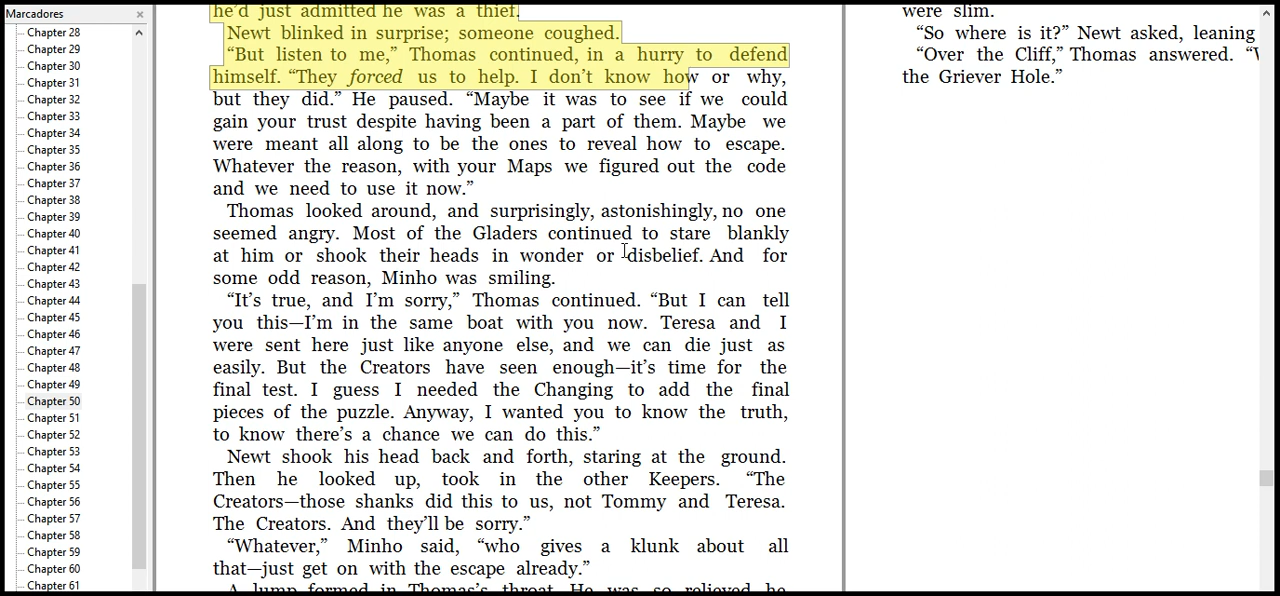 Marcadores
Chapter 28
Chapter 29
Chapter 30
Chapter 31
Chapter 32
Chapter 33
Chapter 34
Chapter 35
Chapter 36
Chapter 37
Chapter 38
Chapter 39
Chapter 40
Chapter 41
Chapter 42
Chapter 43
Chapter 44
Chapter 45
Chapter 46
Chapter 47
Chapter 48
Chapter 49
Chapter 50
Chapter 51
Chapter 52
Chapter 53
Chapter 54
Chapter 55
Chapter 56
Chapter 57
Chapter 58
Chapter 59
Chapter 60
Chapter 61
he’d just admitted he was a thief.
Newt blinked in surprise; someone coughed.
“But listen to me,” Thomas continued, in a hurry to defend
himself. “They forced us to help. I don’t know how or why,
but they did.” He paused. “Maybe it was to see if we could
gain your trust despite having been a part of them. Maybe we
were meant all along to be the ones to reveal how to escape.
Whatever the reason, with your Maps we figured out the code
and we need to use it now.”
Thomas looked around, and surprisingly, astonishingly, no one
seemed angry. Most of the Gladers continued to stare blankly
at him or shook their heads in wonder or disbelief. And for
some odd reason, Minho was smiling.
“It’s true, and I’m sorry,” Thomas continued. “But I can tell
you this—I’m in the same boat with you now. Teresa and I
were sent here just like anyone else, and we can die just as
easily. But the Creators have seen enough—it’s time for the
final test. I guess I needed the Changing to add the final
pieces of the puzzle. Anyway, I wanted you to know the truth,
to know there’s a chance we can do this.”
Newt shook his head back and forth, staring at the ground.
Then he looked up, took in the other Keepers. “The
Creators—those shanks did this to us, not Tommy and Teresa.
The Creators. And they’ll be sorry.”
“Whatever,” Minho said, “who gives a klunk about all
that—just get on with the escape already.”
A lump formed in Thomas’s throat. He was so relieved he
were slim.
“So where is it?” Newt asked, leaning
“Over the Cliff,” Thomas answered.
the Griever Hole.”